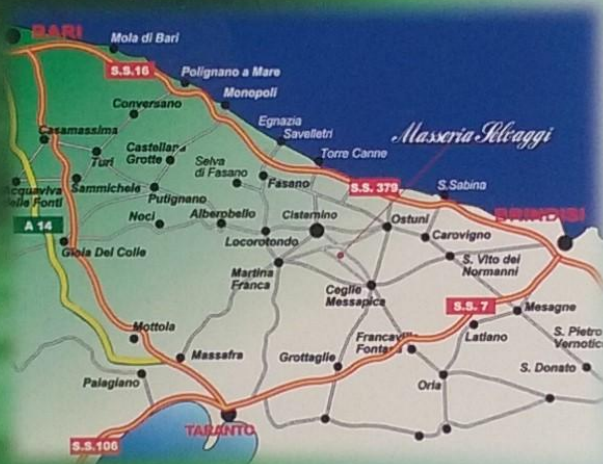 BARI
Mola di Bari
S.S.16
Polignano a Mare
Conversano
Monopoli
Casamassima
Egnazia
Savelletri
Masseria Selvaggi
Castellana
Grotte
Turi
Selva
di Fasano
Torre Canne
Acquaviva
delle Fonti
Sammichele
Fasano
S.S. 379
S.Sabina
Putignano
A 14
Noci
Alberobello
Cisternino
Ostuni
BRINDISI
Gioia Del Colle
Locorotondo
Carovigno
Martina
Franca
S. Vito dei
Normanni
Ceglie
Messapica
S.S. 7
Mesagne
Mottola
Latiano
S. Pietro
Vernotico
Massafra
Grottaglie
Francavilla
Fontana
S. Donato
Palagiano
Oria
TARANTO
S.S.106